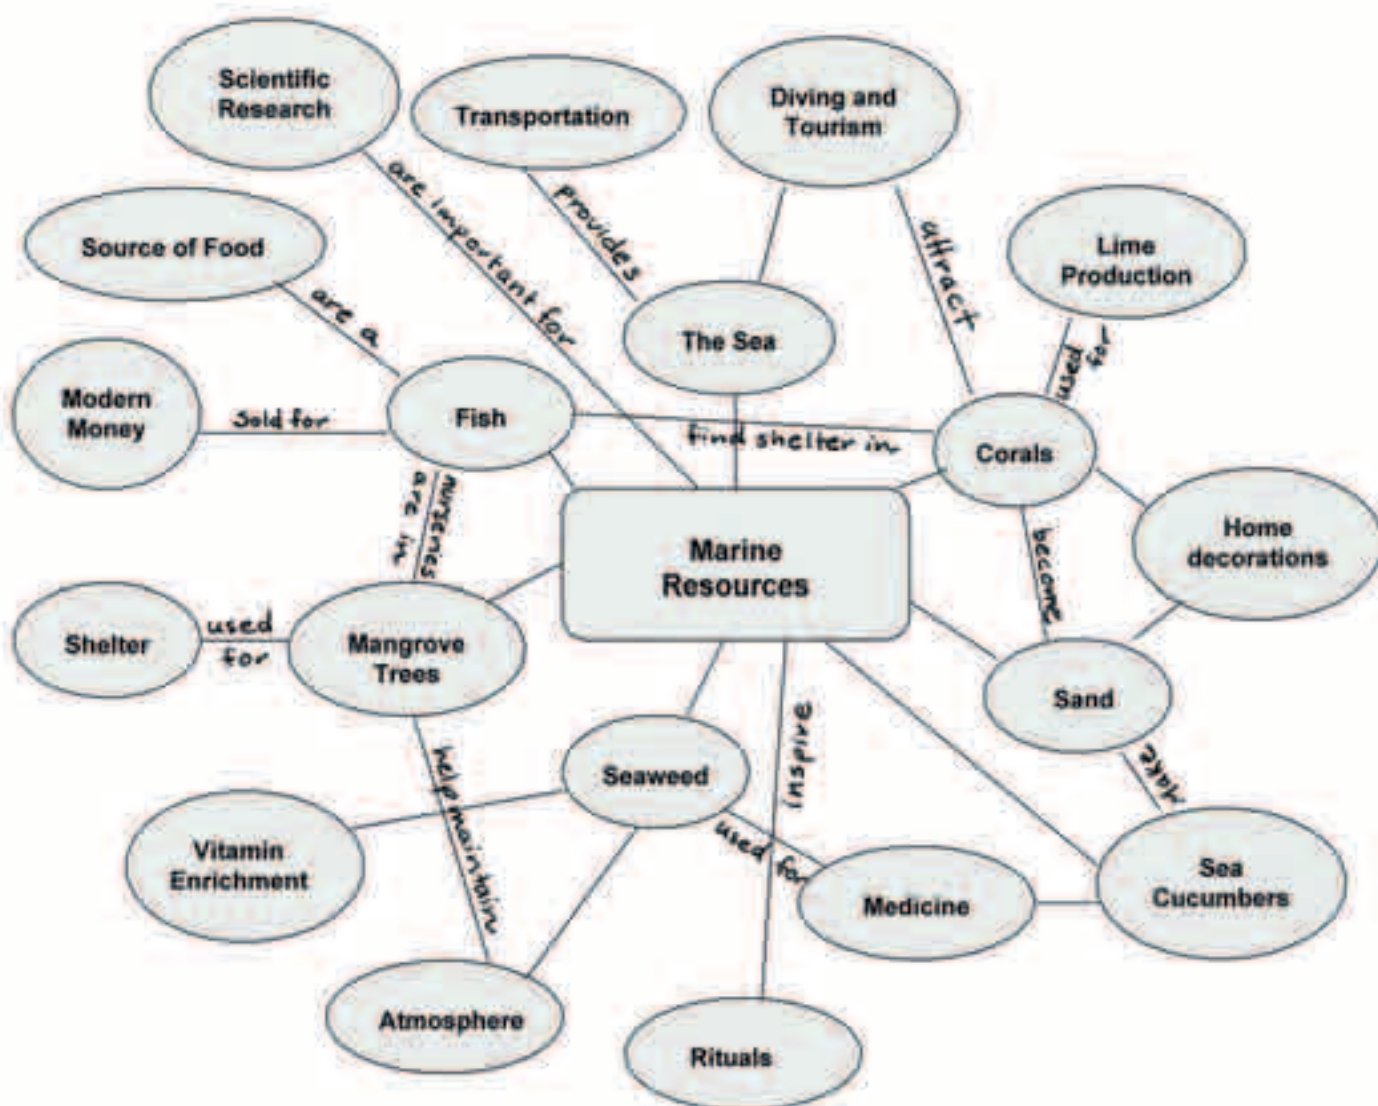 Scientific
Research
Transportation
Diving and
Tourism
are important for
provides
attract
Source of Food
Lime
Production
are a
The Sea
used
for
Modern
Money
Sold for
Fish
find shelter in
Corals
nurseries
are in
Marine
Resources
become
Home
decorations
Shelter
used
for
Mangrove
Trees
Sand
inspire
Make
help maintain
Seaweed
used for
Vitamin
Enrichment
Medicine
Sea
Cucumbers
Atmosphere
Rituals